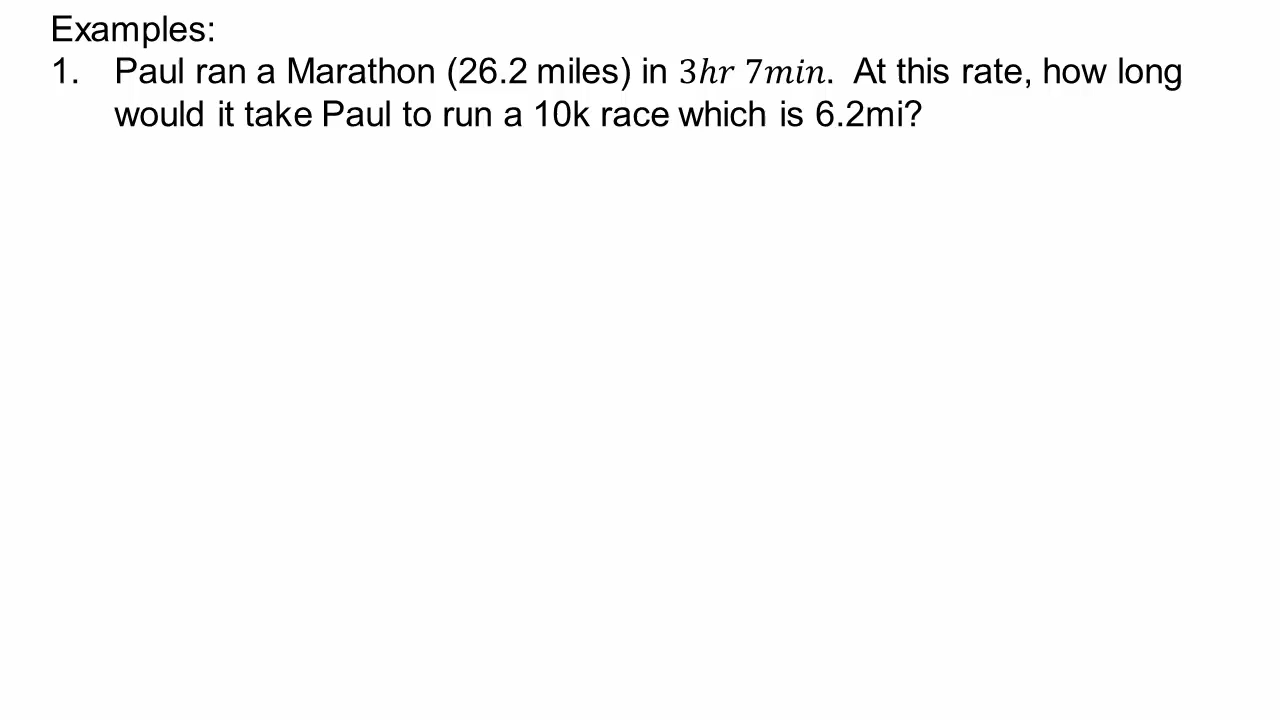 Examples:
1. Paul ran a Marathon (26.2 miles) in 3hr 7min. At this rate, how long
would it take Paul to run a 10k race which is 6.2mi?